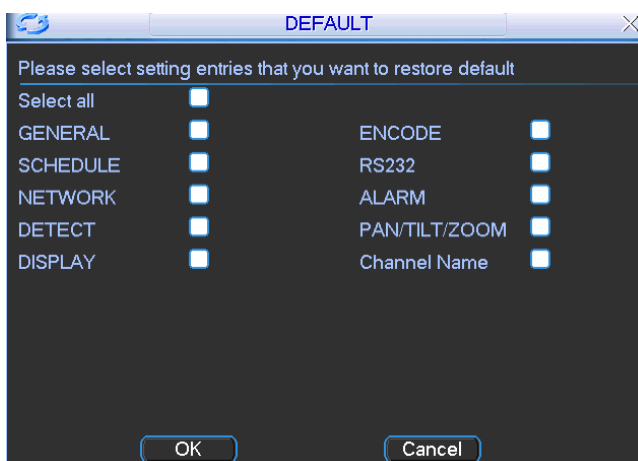 DEFAULT
Please select setting entries that you want to restore default
Select all
GENERAL ENCODE
SCHEDULE RS232
NETWORK ALARM
DETECT PAN/TILT/ZOOM
DISPLAY Channel Name
OK Cancel